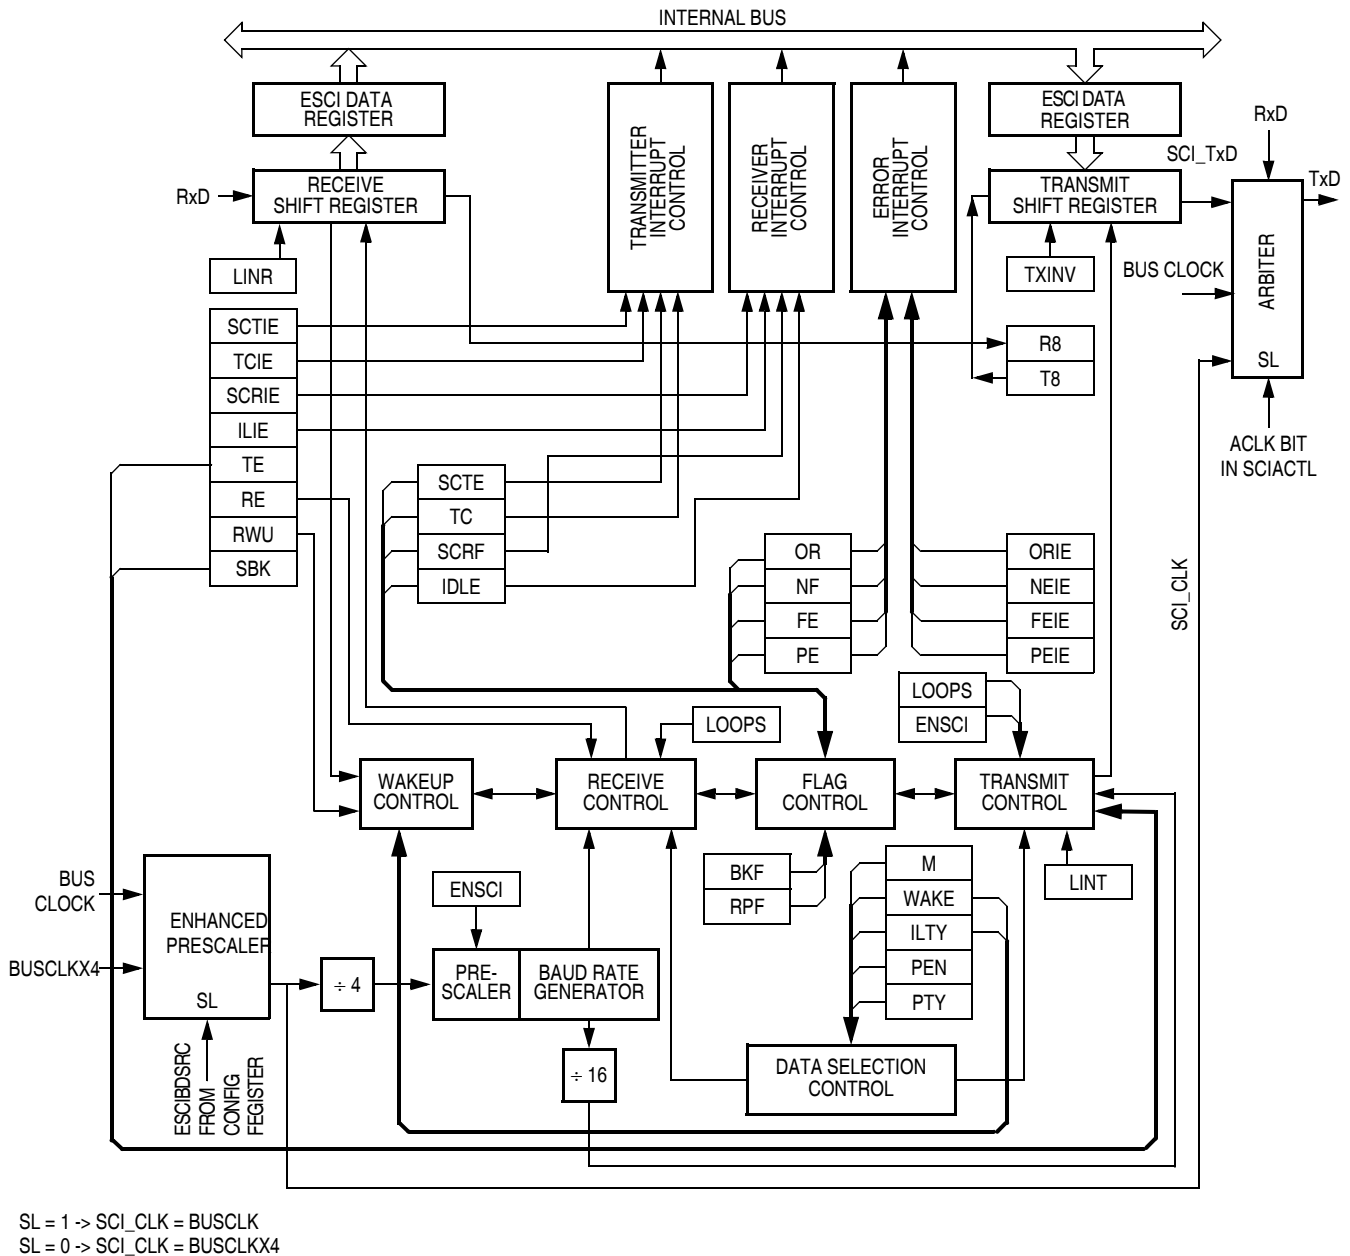 INTERNAL BUS
ESCI DATA
REGISTER
TRANSMITTER
INTERRUPT
CONTROL
RECEIVER
INTERRUPT
CONTROL
ERROR
INTERRUPT
CONTROL
ESCI DATA
REGISTER
RxD
SCI_TxD
RxD
RECEIVE
SHIFT REGISTER
TRANSMIT
SHIFT REGISTER
TxD
ARBITER
SL
LINR
TXINV
BUS CLOCK
SCTIE
TCIE
SCRIE
ILIE
TE
RE
RWU
SBK
R8
T8
ACLK BIT
IN SCIACTL
SCTE
TC
SCRF
IDLE
OR
NF
FE
PE
ORIE
NEIE
FEIE
PEIE
SCI_CLK
LOOPS
LOOPS
ENSCI
WAKEUP
CONTROL
RECEIVE
CONTROL
FLAG
CONTROL
TRANSMIT
CONTROL
BKF
RPF
M
WAKE
ILTY
PEN
PTY
LINT
BUS
CLOCK
BUSCLKX4
ENHANCED
PRESCALER
SL
ENSCI
÷ 4
PRE-
SCALER
BAUD RATE
GENERATOR
÷ 16
DATA SELECTION
CONTROL
ESCIBDSRC
FROM
CONFIG
FEGISTER
SL = 1 -> SCI_CLK = BUSCLK
SL = 0 -> SCI_CLK = BUSCLKX4